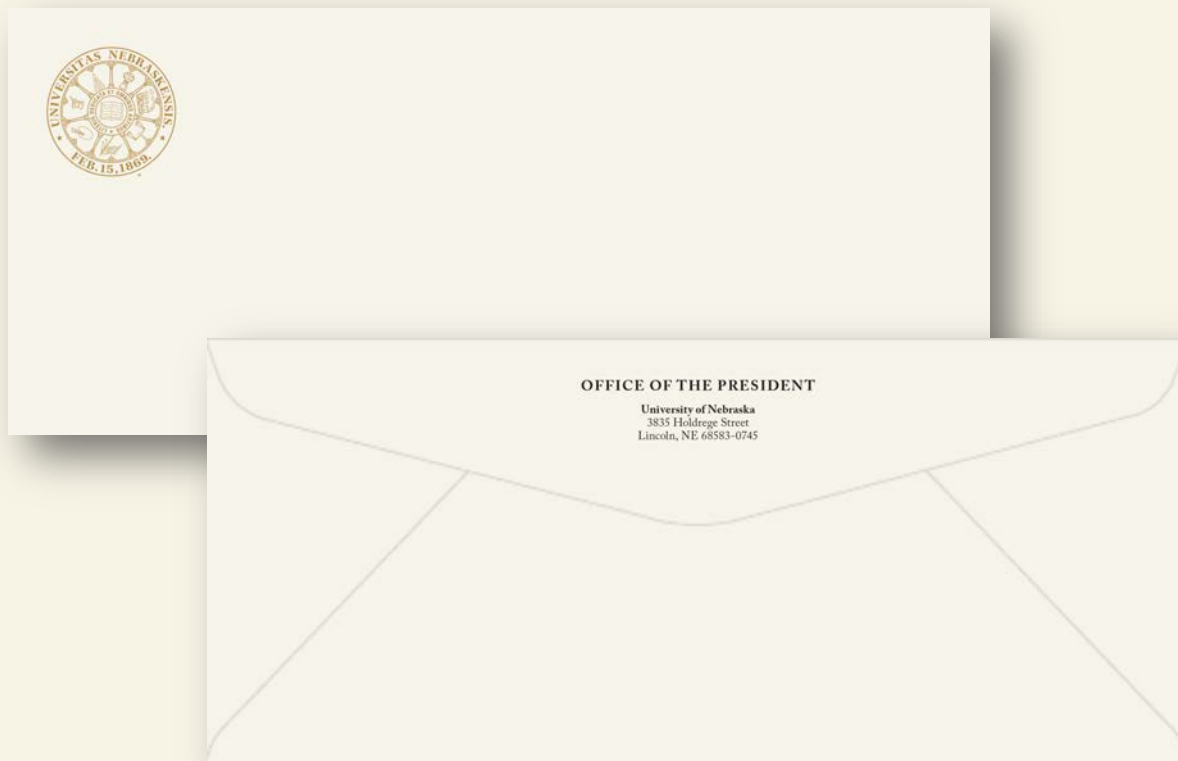 UNIVERSITAS NEBRASKENSIS.
FEB. 15, 1869.
OFFICE OF THE PRESIDENT
University of Nebraska
3835 Holdrege Street
Lincoln, NE 68583-0745